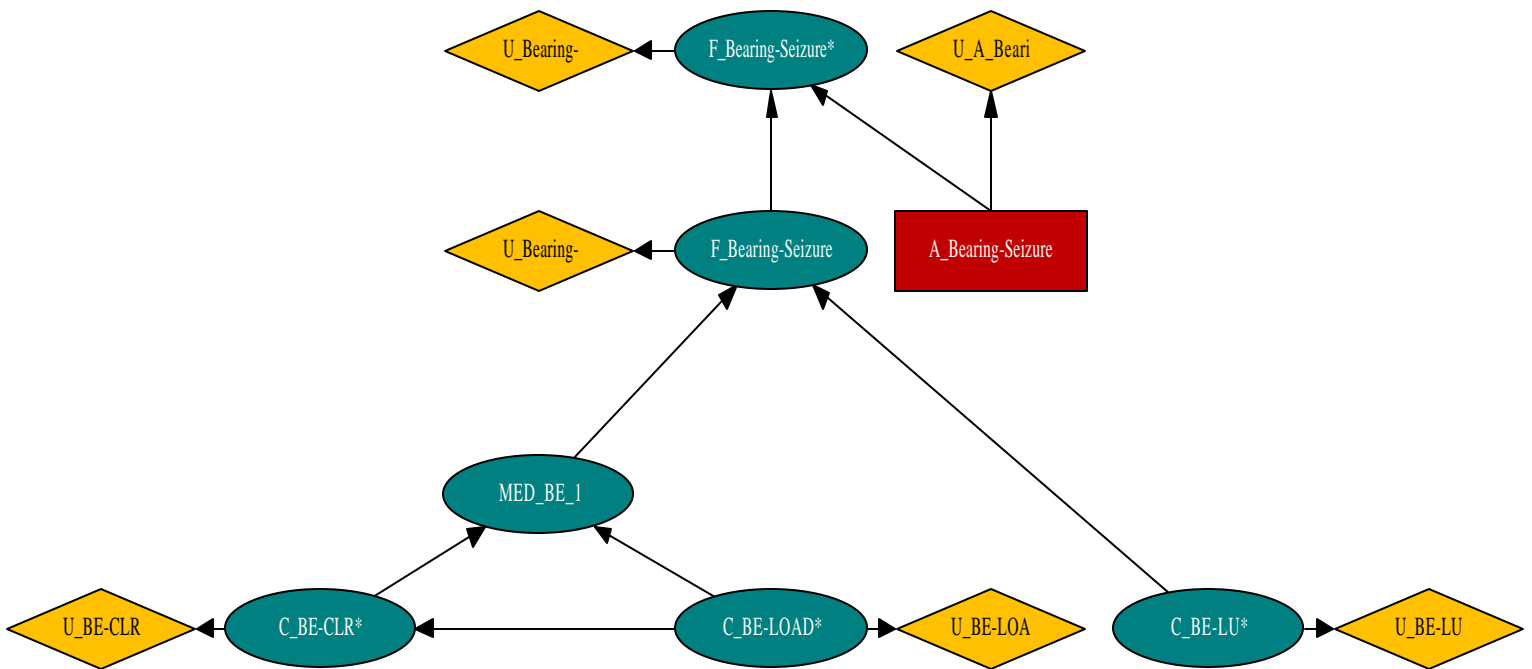 U_Bearing-
F_Bearing-Seizure*
U_A_Beari
U_Bearing-
F_Bearing-Seizure
A_Bearing-Seizure
MED_BE_1
U_BE-CLR
C_BE-CLR*
C_BE-LOAD*
U_BE-LOA
C_BE-LU*
U_BE-LU